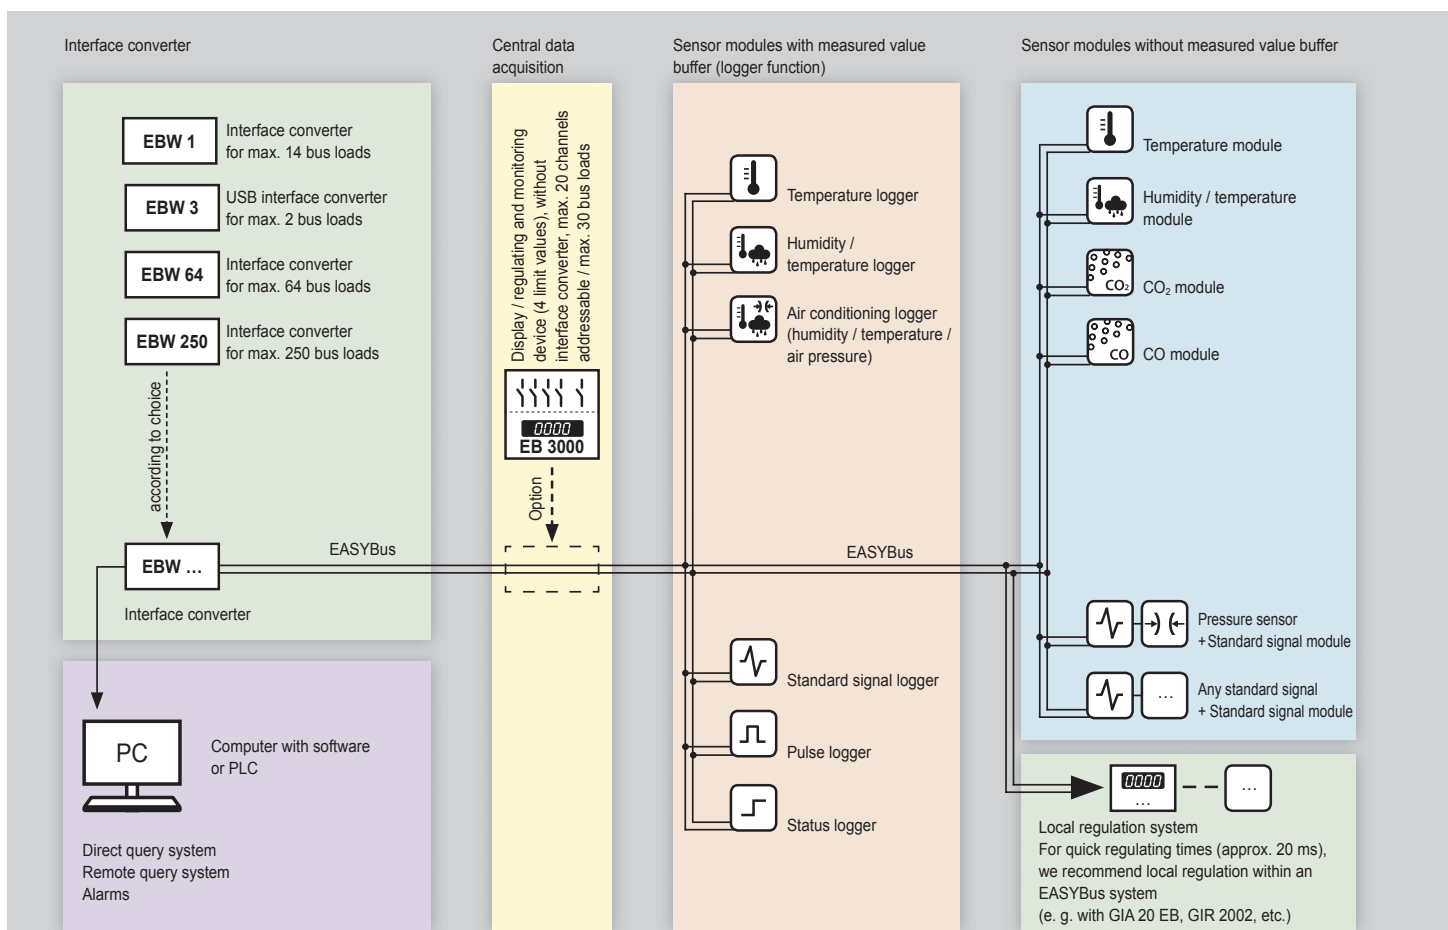 Interface converter
EBW 1
Interface converter
for max. 14 bus loads
EBW 3
USB interface converter
for max. 2 bus loads
EBW 64
Interface converter
for max. 64 bus loads
EBW 250
Interface converter
for max. 250 bus loads
according to choice
EBW …
EASYBus
Interface converter
PC
Computer with software
or PLC
Direct query system
Remote query system
Alarms
Central data
acquisition
Display / regulating and monitoring
device (4 limit values), without
interface converter, max. 20 channels
addressable / max. 30 bus loads
0000
EB 3000
Option
Sensor modules with measured value
buffer (logger function)
Temperature logger
Humidity /
temperature logger
Air conditioning logger
(humidity / temperature /
air pressure)
EASYBus
Standard signal logger
Pulse logger
Status logger
Sensor modules without measured value buffer
Temperature module
Humidity / temperature
module
CO₂
CO₂ module
CO
CO module
Pressure sensor
+Standard signal module
…
Any standard signal
+ Standard signal module
0000
…
…
Local regulation system
For quick regulating times (approx. 20 ms),
we recommend local regulation within an
EASYBus system
(e. g. with GIA 20 EB, GIR 2002, etc.)